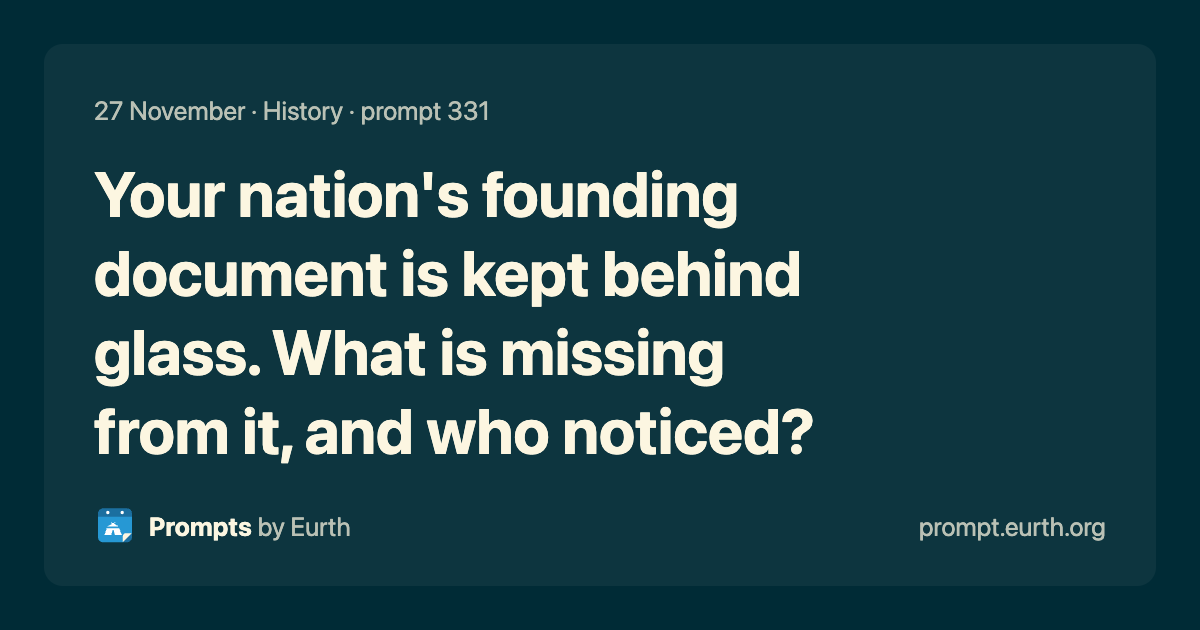 27 November · History · prompt 331
Your nation's founding
document is kept behind
glass. What is missing
from it, and who noticed?
Prompts by Eurth
prompt.eurth.org